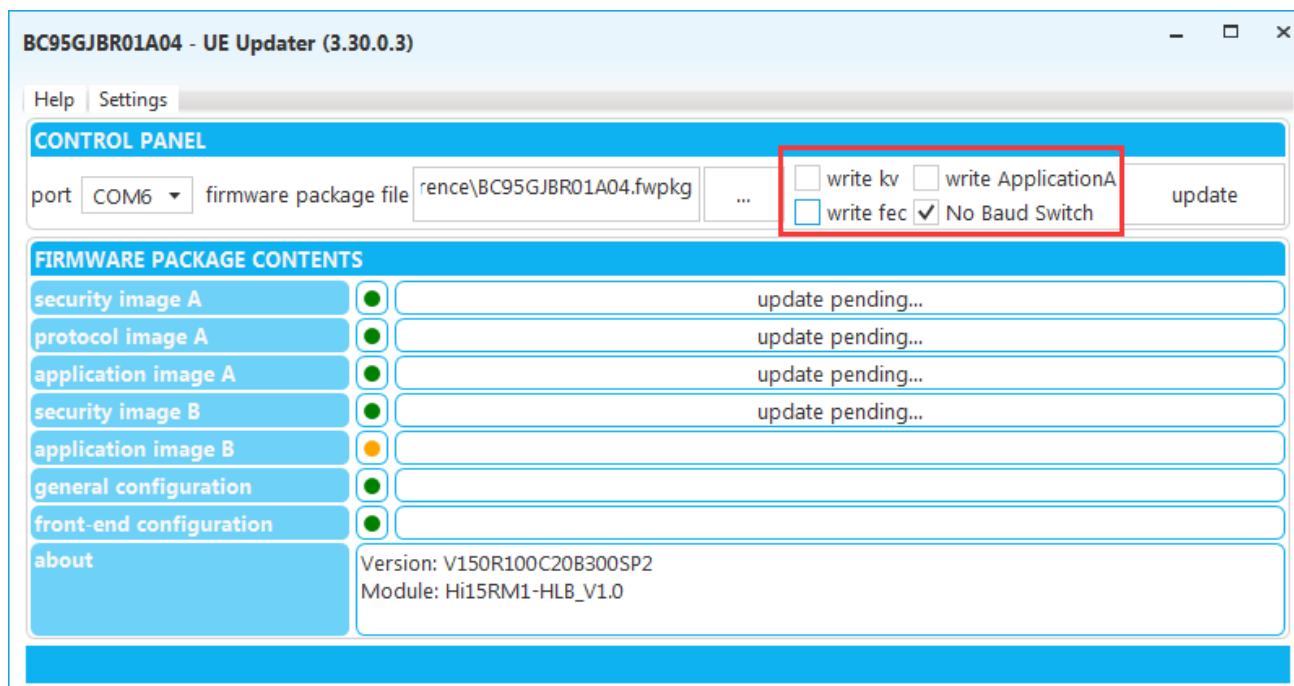 BC95GJBR01A04 - UE Updater (3.30.0.3)
Help Settings
CONTROL PANEL
port COM6 firmware package file rence\BC95GJBR01A04.fwpkg ... write kv write ApplicationA update
write fec No Baud Switch
FIRMWARE PACKAGE CONTENTS
security image A update pending...
protocol image A update pending...
application image A update pending...
security image B update pending...
application image B
general configuration
front-end configuration
about Version: V150R100C20B300SP2
Module: Hi15RM1-HLB_V1.0